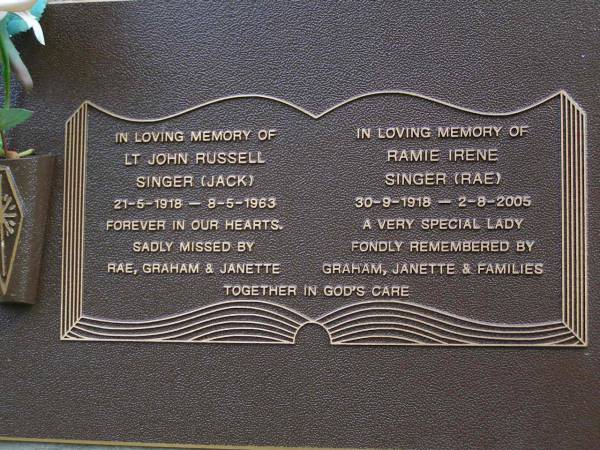 IN LOVING MEMORY OF
LT JOHN RUSSELL
SINGER (JACK)
21-5-1918 — 8-5-1963
FOREVER IN OUR HEARTS.
SADLY MISSED BY
RAE, GRAHAM & JANETTE
IN LOVING MEMORY OF
RAMIE IRENE
SINGER (RAE)
30-9-1918 — 2-8-2005
A VERY SPECIAL LADY
FONDLY REMEMBERED BY
GRAHAM, JANETTE & FAMILIES
TOGETHER IN GOD'S CARE